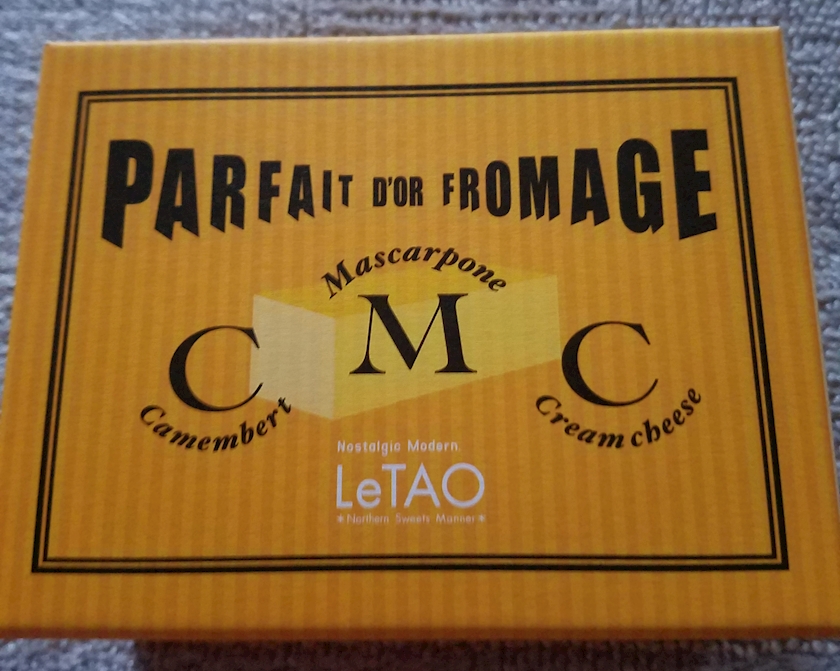 PARFAIT D'OR FROMAGE
Mascarpone
C M C
Camembert
Cream cheese
Nostalgic Modern.
LeTAO
*Northern Sweets Manner*